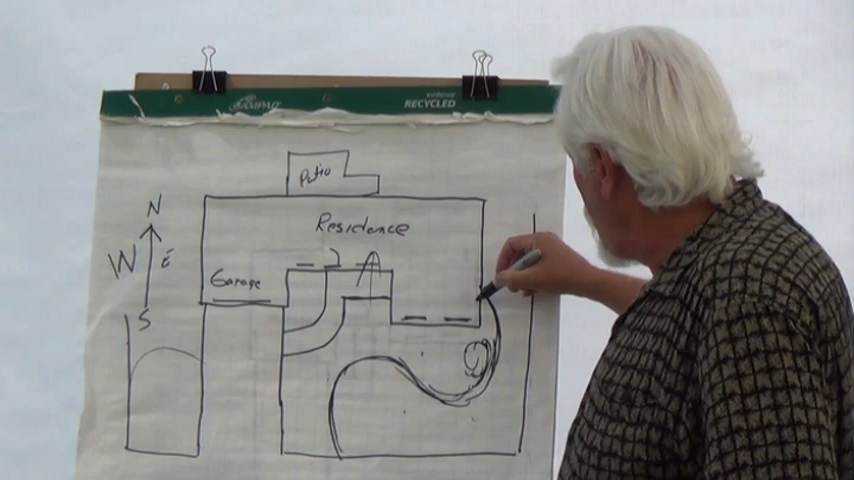 RECYCLED
Patio
Residence
N
W
E
Garage
S